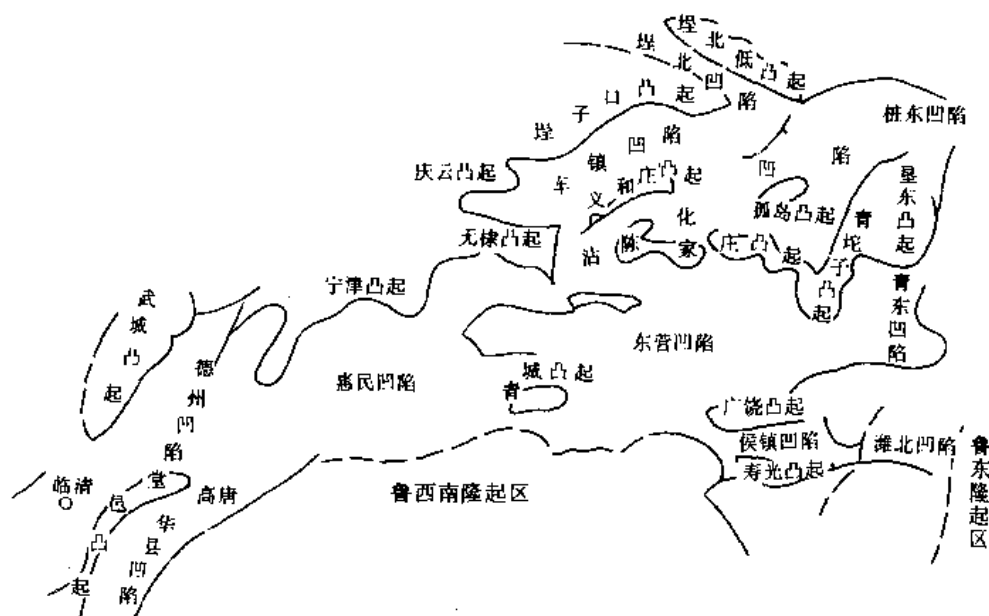 埕北低凸起
埕北凹陷
埕子口凸起
桩东凹陷
车镇凹陷
庆云凸起
义和庄凸起
垦东凸起
孤岛凸起
沾化凹陷
无棣凸起
陈家庄凸起
青坨子凸起
宁津凸起
青东凹陷
武城凸起
东营凹陷
德州凹陷
惠民凹陷
青城凸起
广饶凸起
侯镇凹陷
潍北凹陷
寿光凸起
鲁东隆起区
鲁西南隆起区
临清
堂邑凸起
高唐
华县凹陷